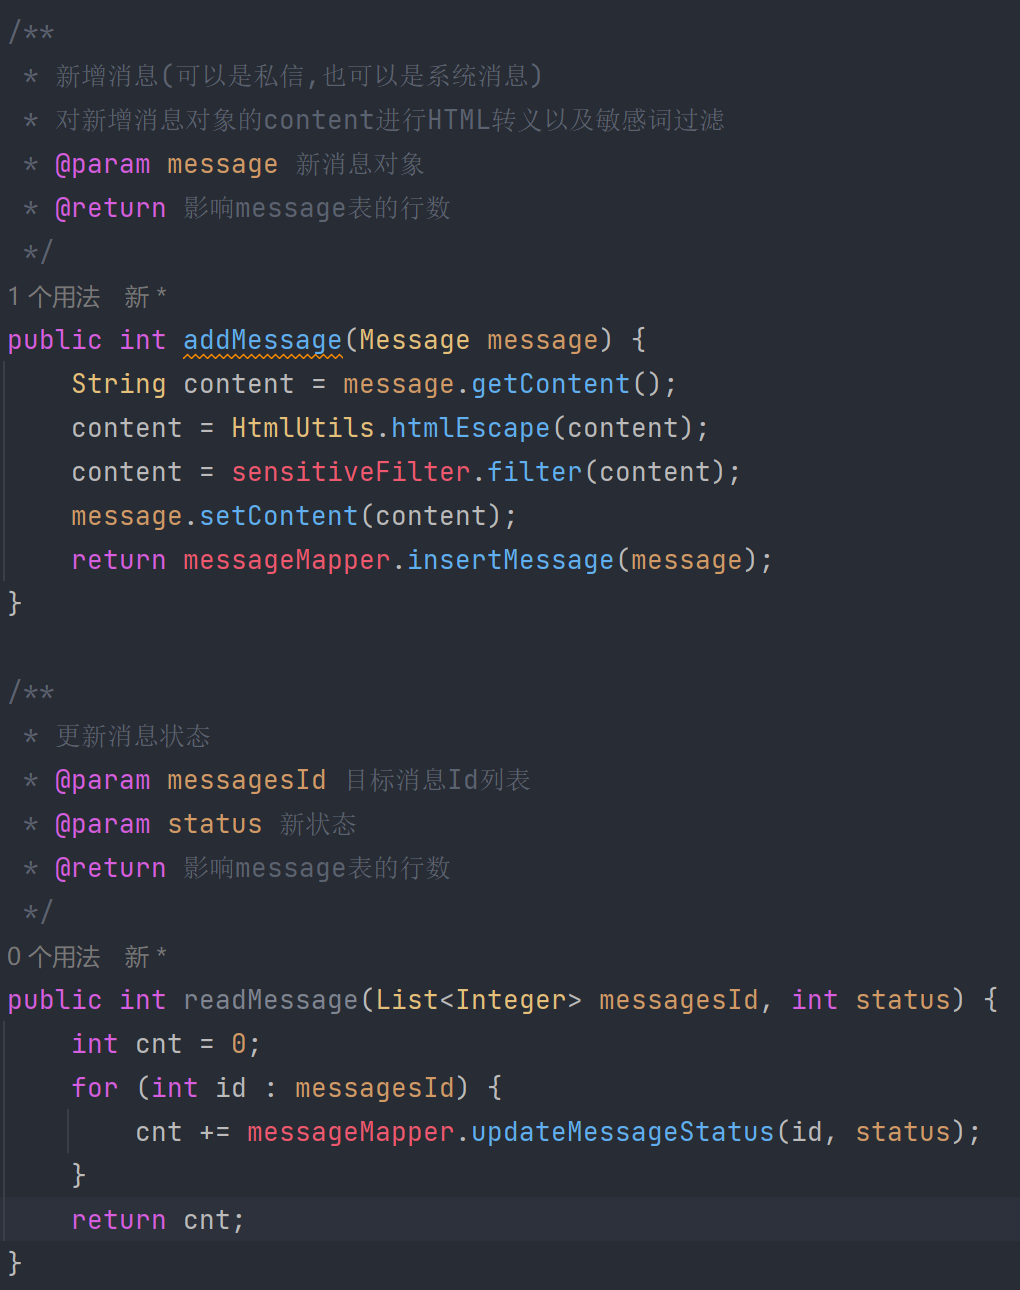 /**
 * 新增消息(可以是私信,也可以是系统消息)
 * 对新增消息对象的content进行HTML转义以及敏感词过滤
 * @param message 新消息对象
 * @return 影响message表的行数
 */
1 个用法   新 *
public int addMessage(Message message) {
    String content = message.getContent();
    content = HtmlUtils.htmlEscape(content);
    content = sensitiveFilter.filter(content);
    message.setContent(content);
    return messageMapper.insertMessage(message);
}

/**
 * 更新消息状态
 * @param messagesId 目标消息Id列表
 * @param status 新状态
 * @return 影响message表的行数
 */
0 个用法   新 *
public int readMessage(List<Integer> messagesId, int status) {
    int cnt = 0;
    for (int id : messagesId) {
        cnt += messageMapper.updateMessageStatus(id, status);
    }
    return cnt;
}